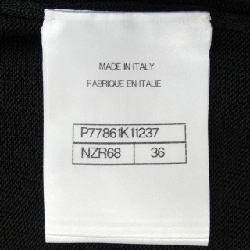 MADE IN ITALY
FABRIQUE EN ITALIE
P77861K11237
NZR68 36